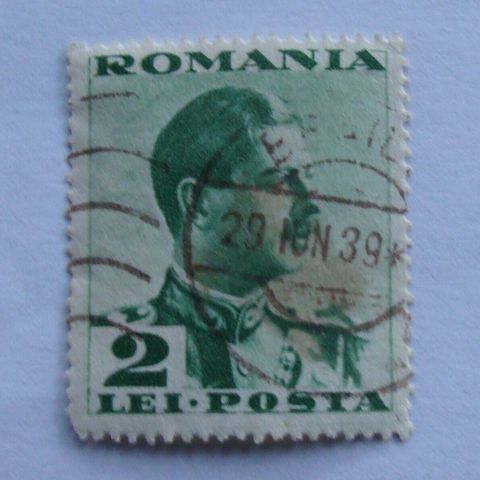 ROMANIA
29 IUN 39*
2
LEI·POSTA